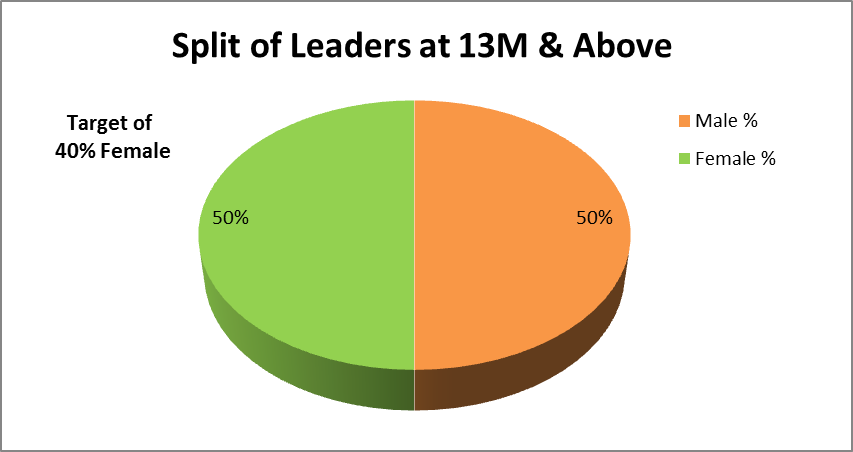 Split of Leaders at 13M & Above
Target of
40% Female
Male %
Female %
50%
50%